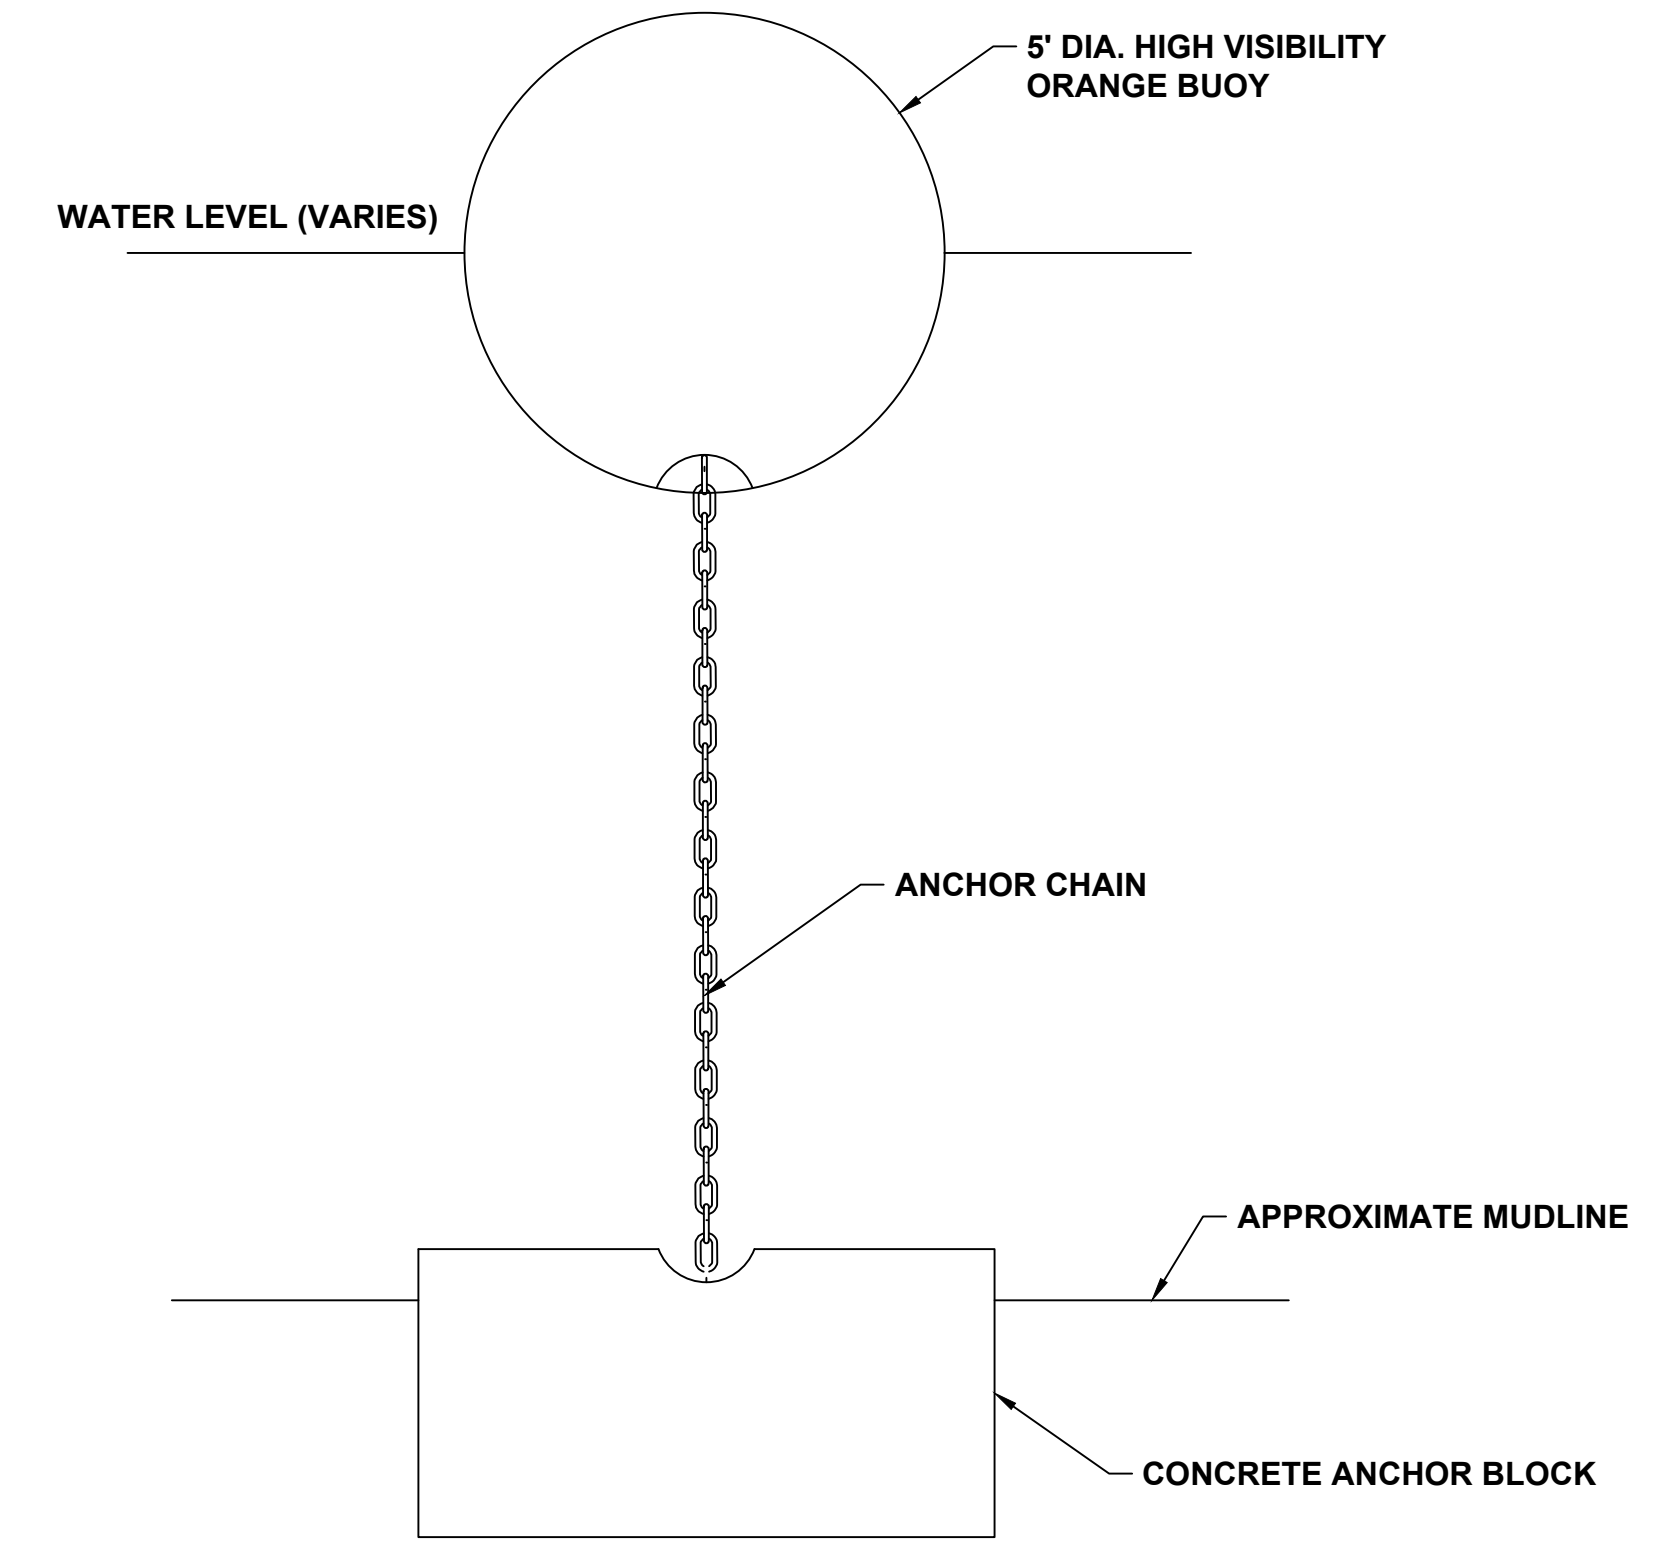 5' DIA. HIGH VISIBILITY
ORANGE BUOY
WATER LEVEL (VARIES)
ANCHOR CHAIN
APPROXIMATE MUDLINE
CONCRETE ANCHOR BLOCK